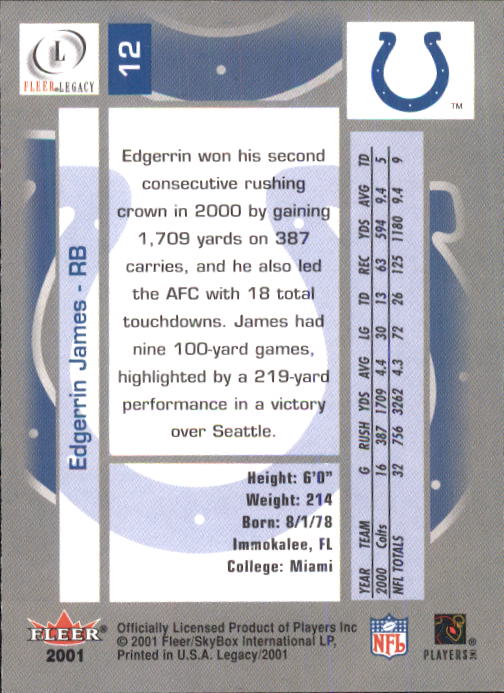 L
FLEER LEGACY
12
TM
Edgerrin James - RB
Edgerrin won his second
consecutive rushing
crown in 2000 by gaining
1,709 yards on 387
carries, and he also led
the AFC with 18 total
touchdowns. James had
nine 100-yard games,
highlighted by a 219-yard
performance in a victory
over Seattle.
Height: 6'0"
Weight: 214
Born: 8/1/78
Immokalee, FL
College: Miami
YEAR TEAM G RUSH YDS AVG LG TD REC YDS AVG TD
2000 Colts 16 387 1709 4.4 30 13 63 594 9.4 5
NFL TOTALS 32 756 3262 4.3 72 26 125 1180 9.4 9
FLEER®
2001
Officially Licensed Product of Players Inc
© 2001 Fleer/SkyBox International LP,
Printed in U.S.A. Legacy/2001
NFL
PLAYERS INC